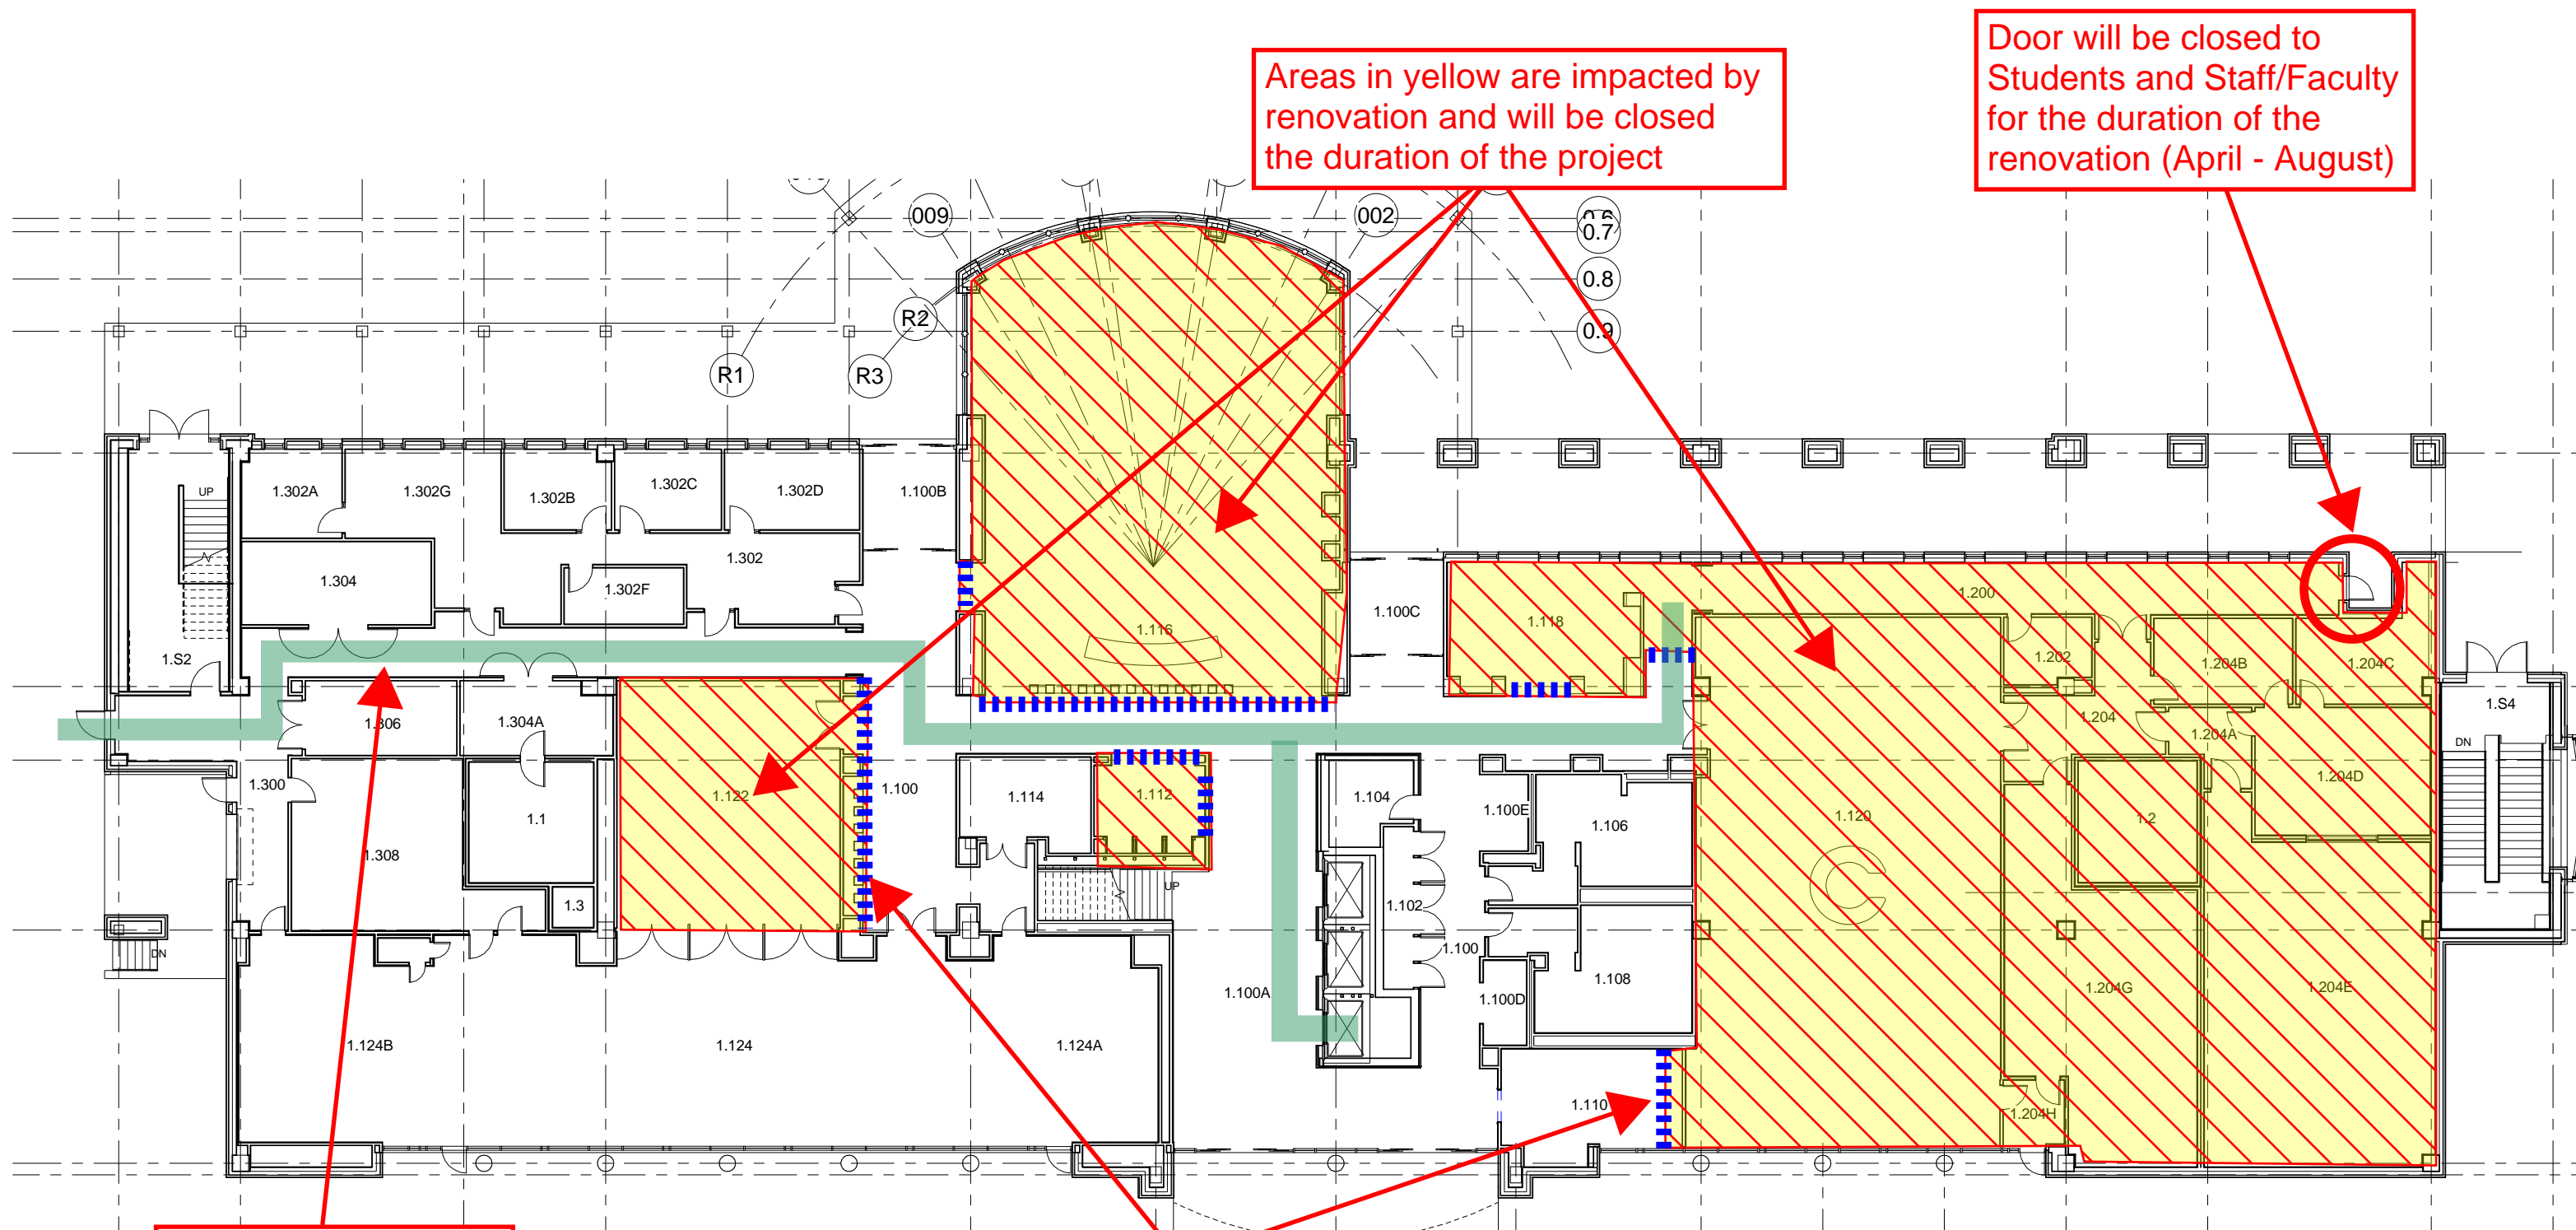 Door will be closed to
Students and Staff/Faculty
for the duration of the
renovation (April - August)
Areas in yellow are impacted by
renovation and will be closed
the duration of the project
009
002
0.6
0.7
0.8
0.9
R2
R1
R3
1.302A
UP
1.302G
1.302B
1.302C
1.302D
1.100B
1.302
1.304
1.302F
1.100C
1.116
1.118
1.200
1.202
1.204B
1.204C
1.S2
1.306
1.304A
1.204
1.204A
1.S4
DN
1.300
1.122
1.100
1.114
1.112
1.104
1.100E
1.106
1.120
1.2
1.204D
1.1
1.308
1.3
UP
1.102
1.100
1.108
DN
1.100A
1.100D
1.204G
1.204E
1.124B
1.124
1.124A
1.110
1.204H